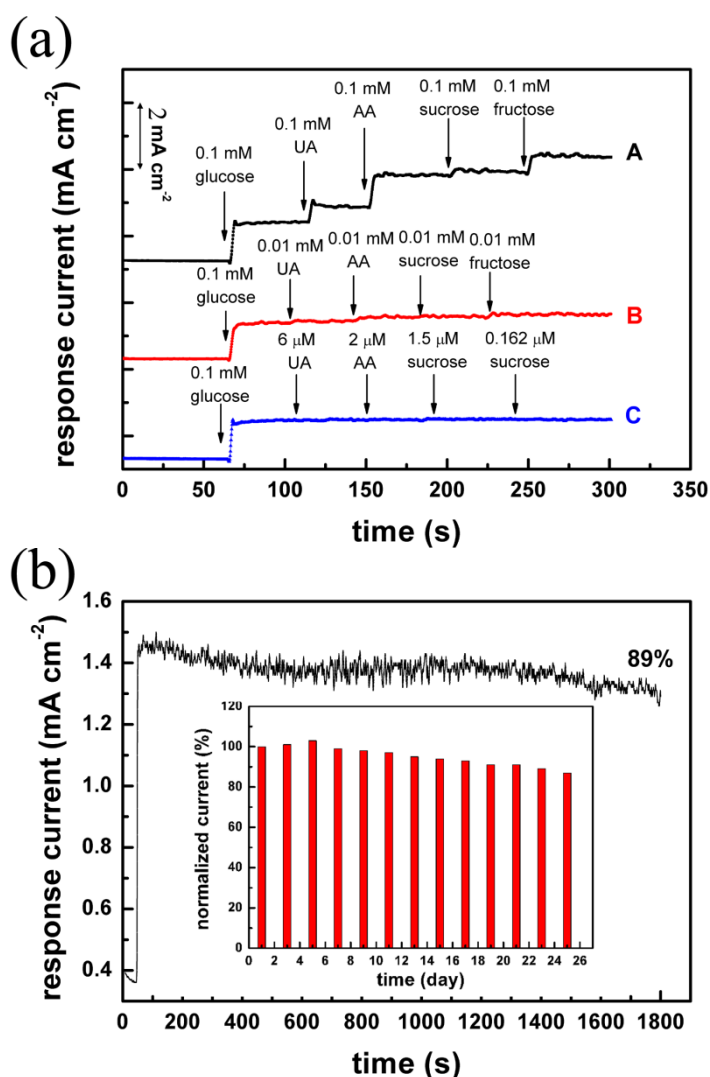 (a)
response current (mA cm-2)
2 mA cm-2
0.1 mM
glucose
0.1 mM
UA
0.1 mM
AA
0.1 mM
sucrose
0.1 mM
fructose
A
0.1 mM
glucose
0.01 mM
UA
0.01 mM
AA
0.01 mM
sucrose
0.01 mM
fructose
B
0.1 mM
glucose
6 μM
UA
2 μM
AA
1.5 μM
sucrose
0.162 μM
sucrose
C
0 50 100 150 200 250 300 350
time (s)
(b)
response current (mA cm-2)
1.6
1.4
1.2
1.0
0.8
0.6
0.4
89%
normalized current (%)
120
100
80
60
40
20
0
0 2 4 6 8 10 12 14 16 18 20 22 24 26
time (day)
0 200 400 600 800 1000 1200 1400 1600 1800
time (s)